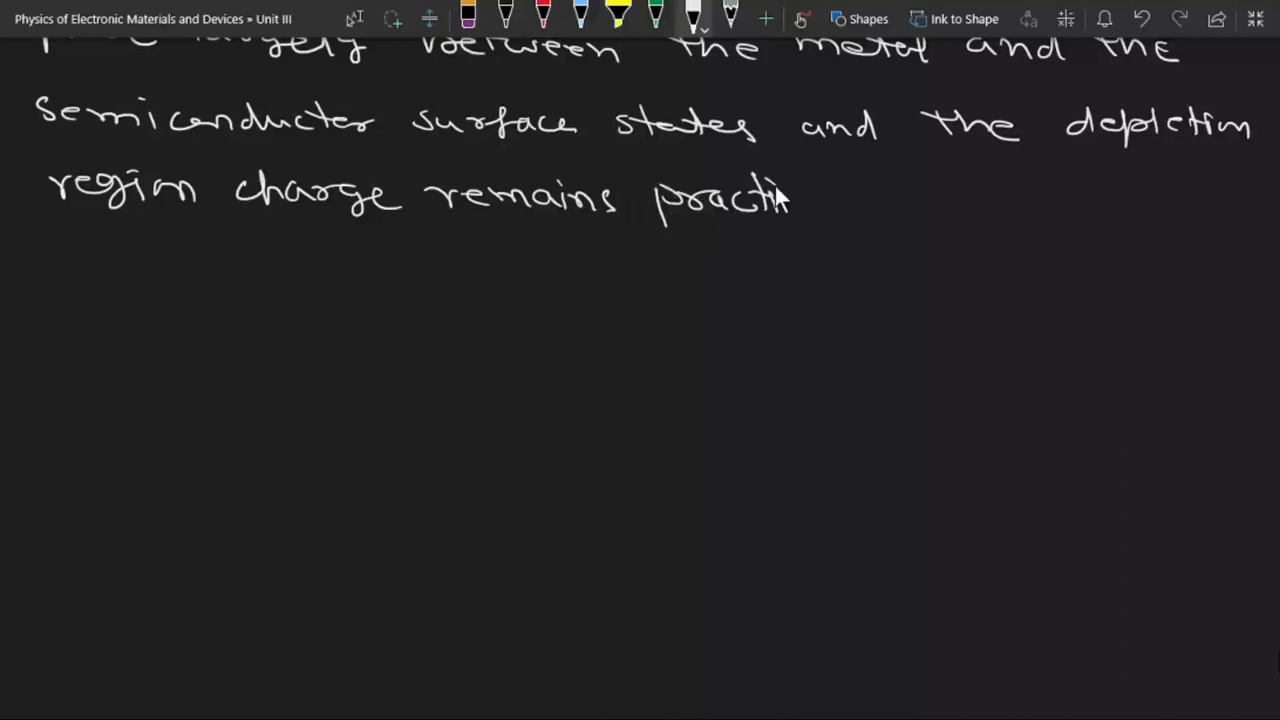 Physics of Electronic Materials and Devices » Unit III
Shapes
Ink to Shape
largely between the metal and the
semiconductor surface states and the depletion
region charge remains practi